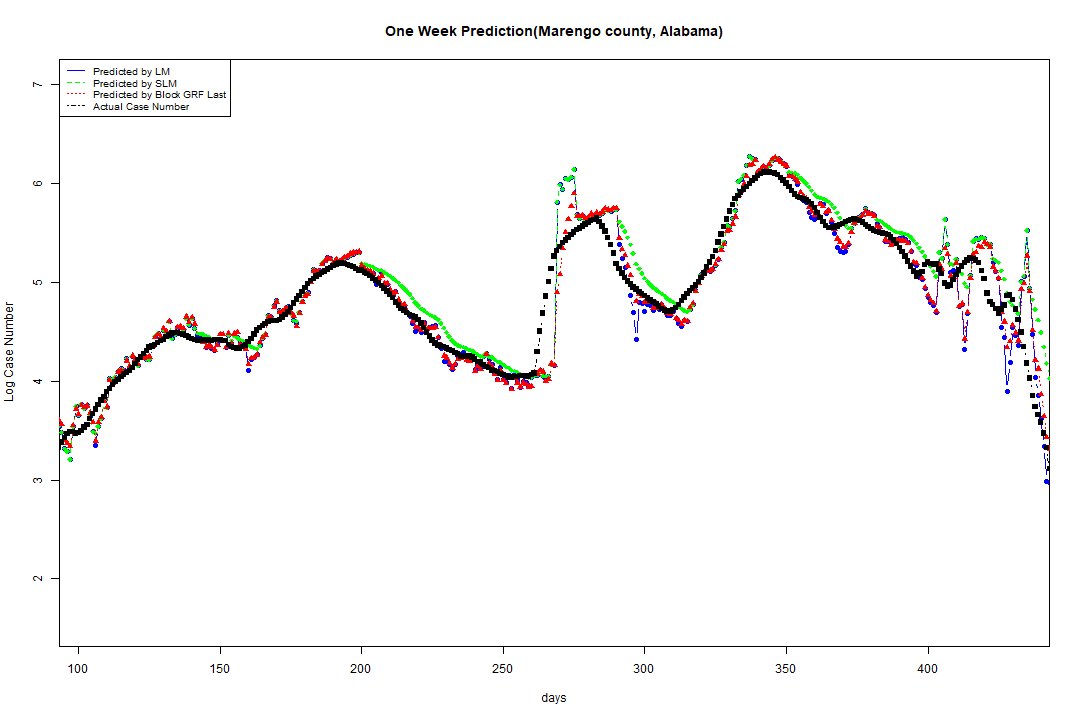 One Week Prediction(Marengo county, Alabama)
Predicted by LM
Predicted by SLM
Predicted by Block GRF Last
Actual Case Number
7
6
5
4
3
2
Log Case Number
100 150 200 250 300 350 400
days